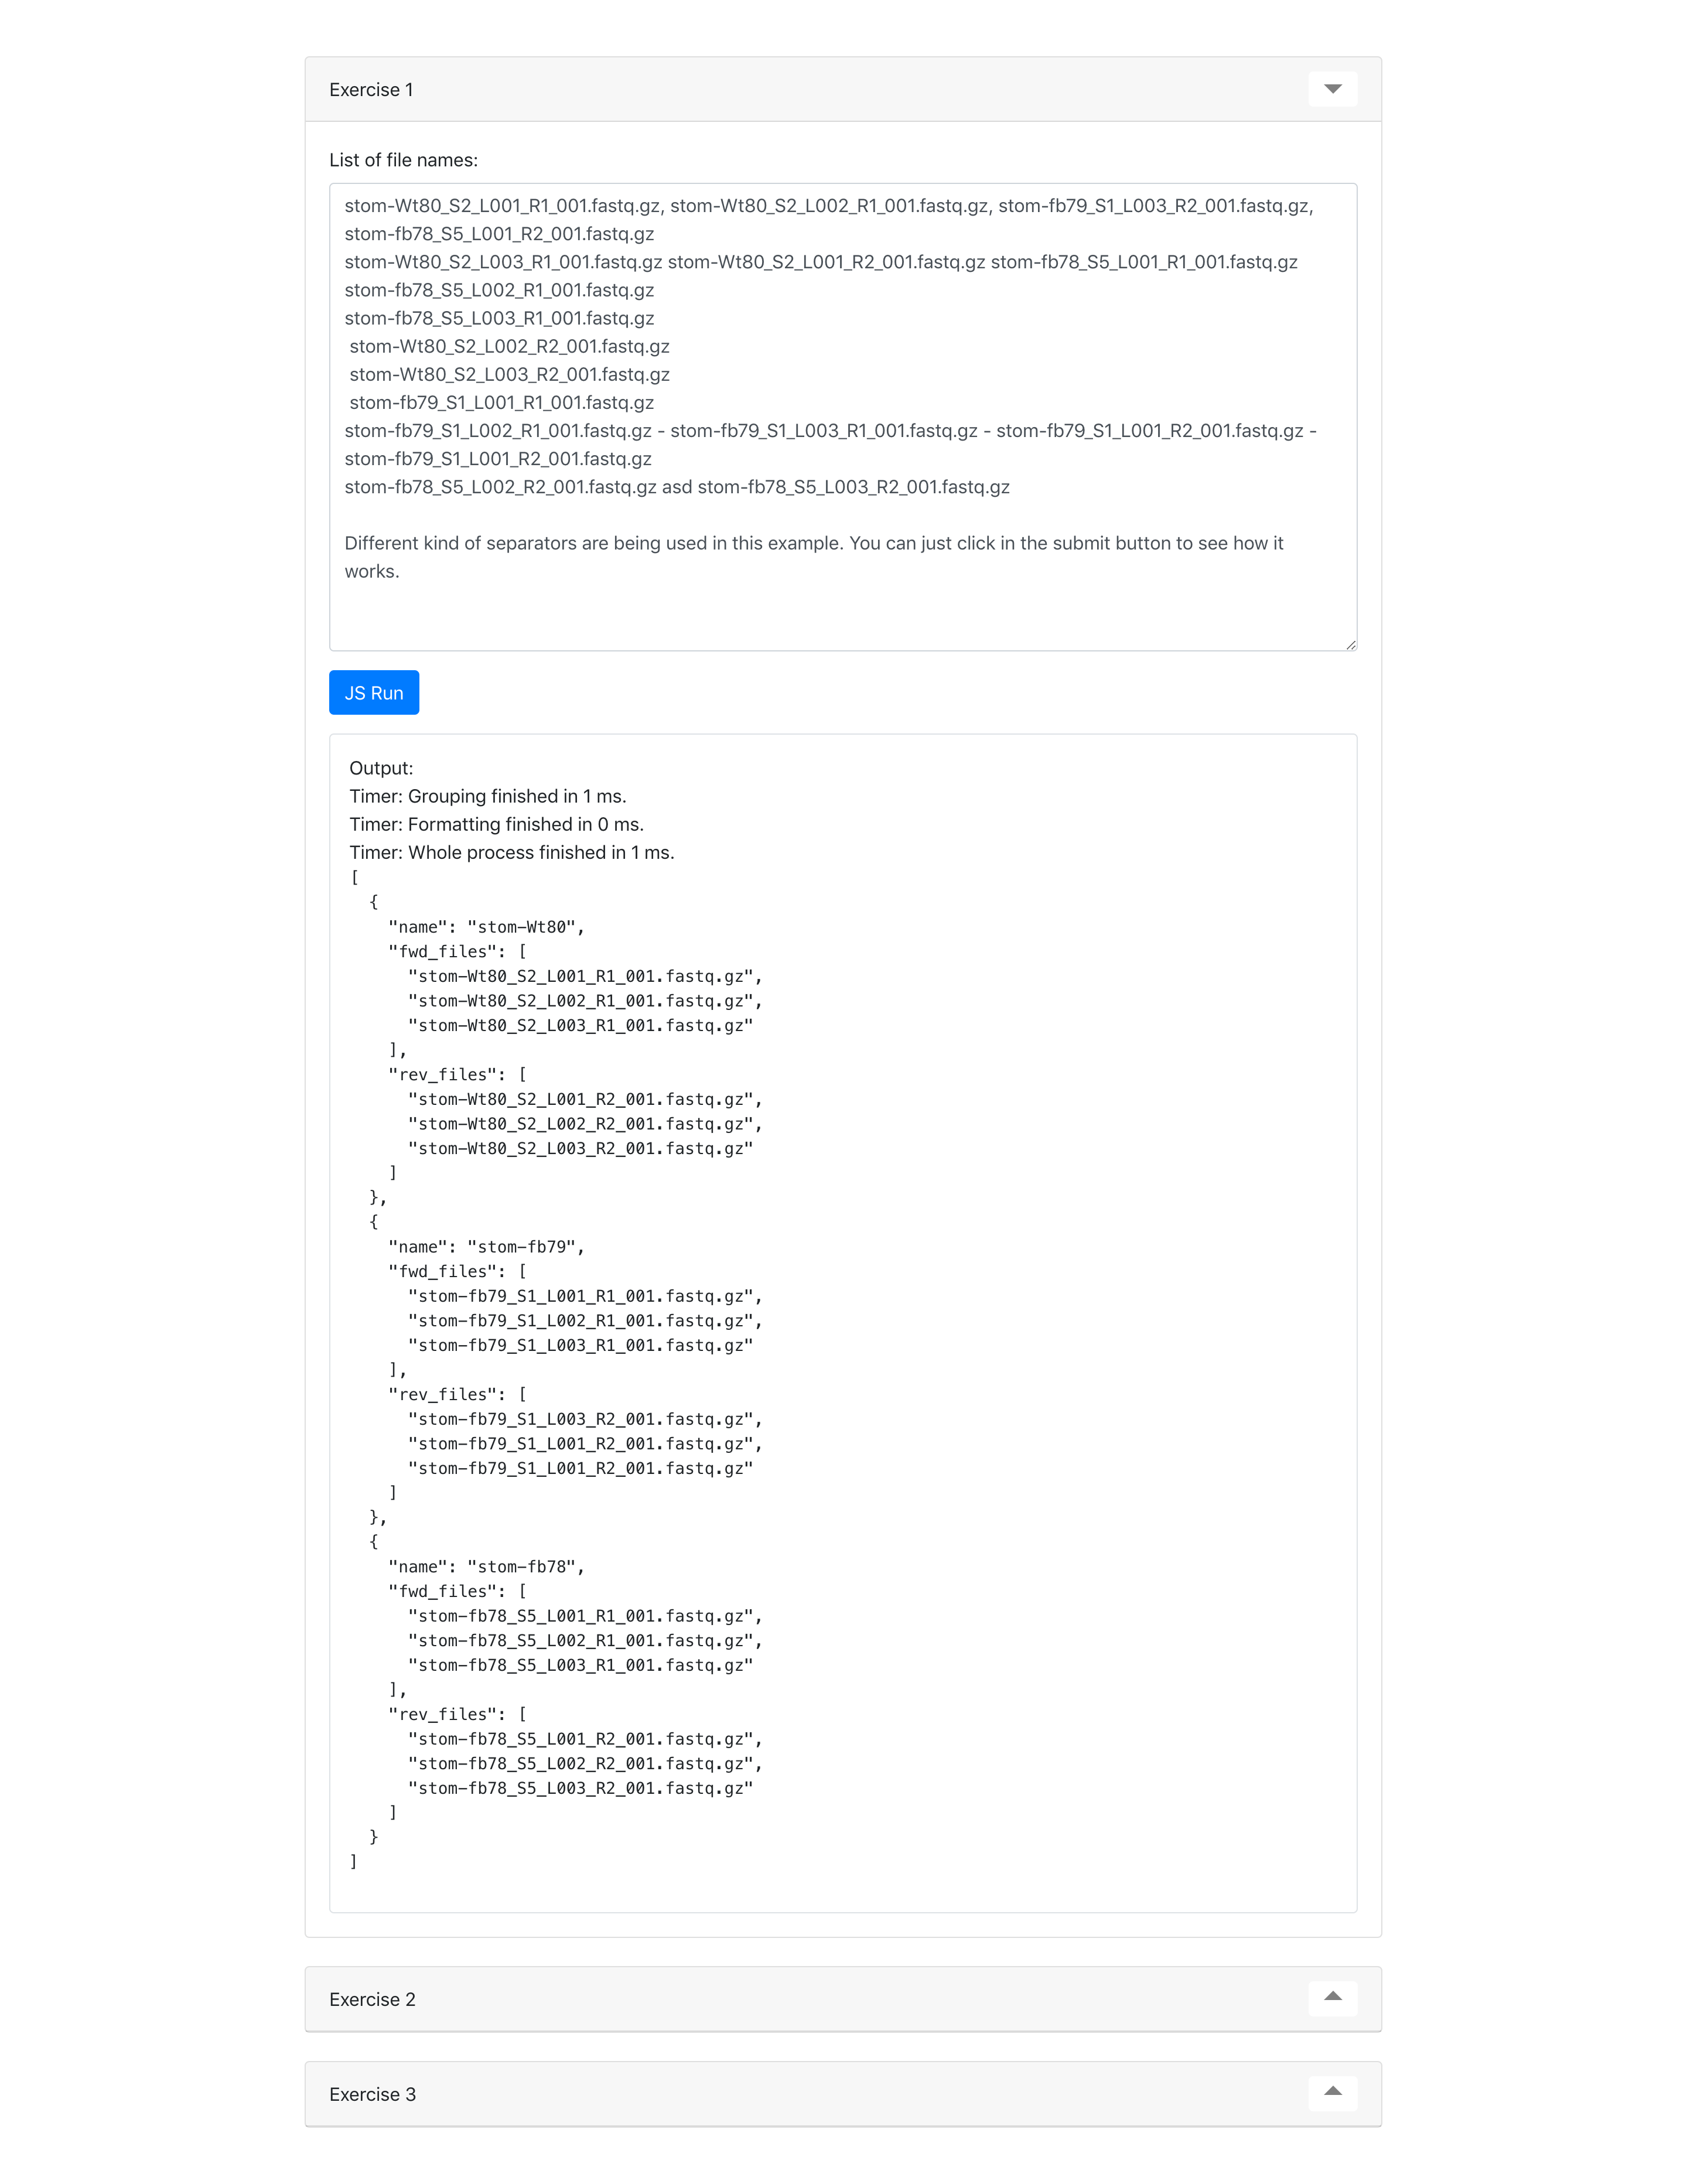 Exercise 1
List of file names:
stom-Wt80_S2_L001_R1_001.fastq.gz, stom-Wt80_S2_L002_R1_001.fastq.gz, stom-fb79_S1_L003_R2_001.fastq.gz,
stom-fb78_S5_L001_R2_001.fastq.gz
stom-Wt80_S2_L003_R1_001.fastq.gz stom-Wt80_S2_L001_R2_001.fastq.gz stom-fb78_S5_L001_R1_001.fastq.gz
stom-fb78_S5_L002_R1_001.fastq.gz
stom-fb78_S5_L003_R1_001.fastq.gz
stom-Wt80_S2_L002_R2_001.fastq.gz
stom-Wt80_S2_L003_R2_001.fastq.gz
stom-fb79_S1_L001_R1_001.fastq.gz
stom-fb79_S1_L002_R1_001.fastq.gz - stom-fb79_S1_L003_R1_001.fastq.gz - stom-fb79_S1_L001_R2_001.fastq.gz -
stom-fb79_S1_L001_R2_001.fastq.gz
stom-fb78_S5_L002_R2_001.fastq.gz asd stom-fb78_S5_L003_R2_001.fastq.gz
Different kind of separators are being used in this example. You can just click in the submit button to see how it
works.
JS Run
Output:
Timer: Grouping finished in 1 ms.
Timer: Formatting finished in 0 ms.
Timer: Whole process finished in 1 ms.
[
  {
    "name": "stom-Wt80",
    "fwd_files": [
      "stom-Wt80_S2_L001_R1_001.fastq.gz",
      "stom-Wt80_S2_L002_R1_001.fastq.gz",
      "stom-Wt80_S2_L003_R1_001.fastq.gz"
    ],
    "rev_files": [
      "stom-Wt80_S2_L001_R2_001.fastq.gz",
      "stom-Wt80_S2_L002_R2_001.fastq.gz",
      "stom-Wt80_S2_L003_R2_001.fastq.gz"
    ]
  },
  {
    "name": "stom-fb79",
    "fwd_files": [
      "stom-fb79_S1_L001_R1_001.fastq.gz",
      "stom-fb79_S1_L002_R1_001.fastq.gz",
      "stom-fb79_S1_L003_R1_001.fastq.gz"
    ],
    "rev_files": [
      "stom-fb79_S1_L003_R2_001.fastq.gz",
      "stom-fb79_S1_L001_R2_001.fastq.gz",
      "stom-fb79_S1_L001_R2_001.fastq.gz"
    ]
  },
  {
    "name": "stom-fb78",
    "fwd_files": [
      "stom-fb78_S5_L001_R1_001.fastq.gz",
      "stom-fb78_S5_L002_R1_001.fastq.gz",
      "stom-fb78_S5_L003_R1_001.fastq.gz"
    ],
    "rev_files": [
      "stom-fb78_S5_L001_R2_001.fastq.gz",
      "stom-fb78_S5_L002_R2_001.fastq.gz",
      "stom-fb78_S5_L003_R2_001.fastq.gz"
    ]
  }
]
Exercise 2
Exercise 3